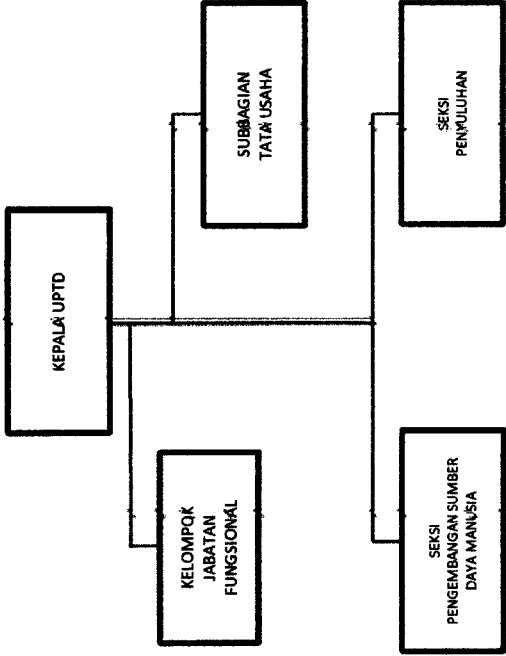 KEPALA UPTD
KELOMPOK
JABATAN
FUNGSIONAL
SUBBAGIAN
TATA USAHA
SEKSI
PENGEMBANGAN SUMBER
DAYA MANUSIA
SEKSI
PENYULUHAN